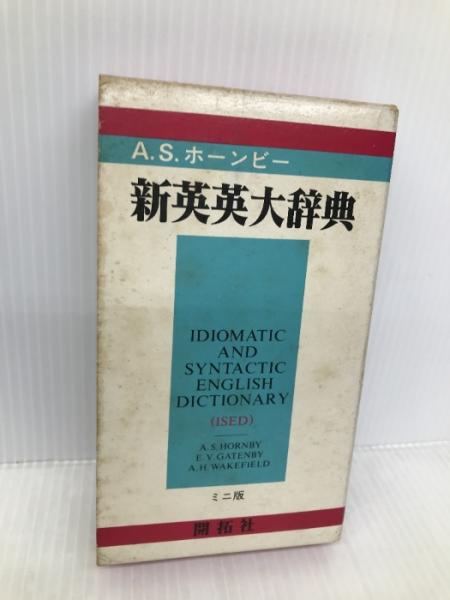 A.S.ホーンビー
新英英大辞典
IDIOMATIC
AND
SYNTACTIC
ENGLISH
DICTIONARY
(ISED)
A.S.HORNBY
E.V.GATENBY
A.H.WAKEFIELD
ミニ版
開拓社